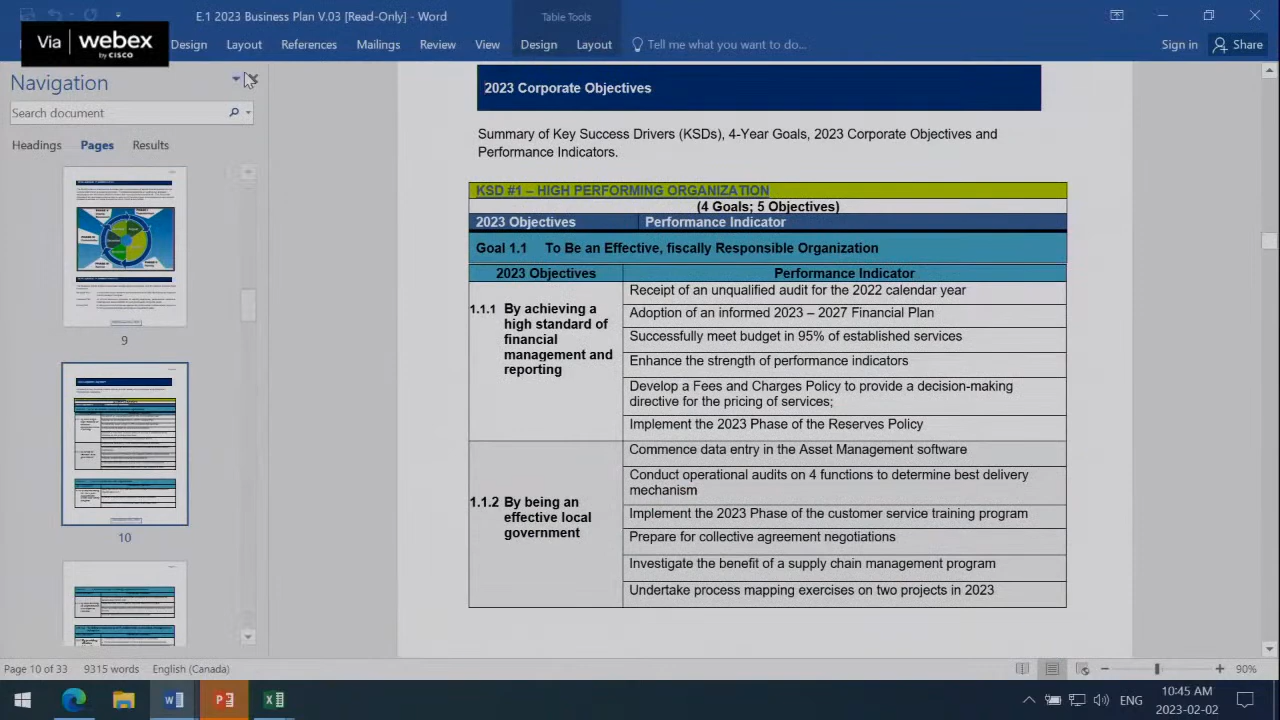 E.1 2023 Business Plan V.03 [Read-Only] - Word
Table Tools
Via webex
by CISCO
Design Layout References Mailings Review View Design Layout Tell me what you want to do...
Sign in Share
Navigation
Search document
Headings Pages Results
9
10
2023 Corporate Objectives
Summary of Key Success Drivers (KSDs), 4-Year Goals, 2023 Corporate Objectives and
Performance Indicators.
KSD #1 – HIGH PERFORMING ORGANIZATION
(4 Goals; 5 Objectives)
2023 Objectives Performance Indicator
Goal 1.1 To Be an Effective, fiscally Responsible Organization
2023 Objectives Performance Indicator
1.1.1 By achieving a
high standard of
financial
management and
reporting
Receipt of an unqualified audit for the 2022 calendar year
Adoption of an informed 2023 – 2027 Financial Plan
Successfully meet budget in 95% of established services
Enhance the strength of performance indicators
Develop a Fees and Charges Policy to provide a decision-making
directive for the pricing of services;
Implement the 2023 Phase of the Reserves Policy
1.1.2 By being an
effective local
government
Commence data entry in the Asset Management software
Conduct operational audits on 4 functions to determine best delivery
mechanism
Implement the 2023 Phase of the customer service training program
Prepare for collective agreement negotiations
Investigate the benefit of a supply chain management program
Undertake process mapping exercises on two projects in 2023
Page 10 of 33 9315 words English (Canada)
90%
ENG
10:45 AM
2023-02-02